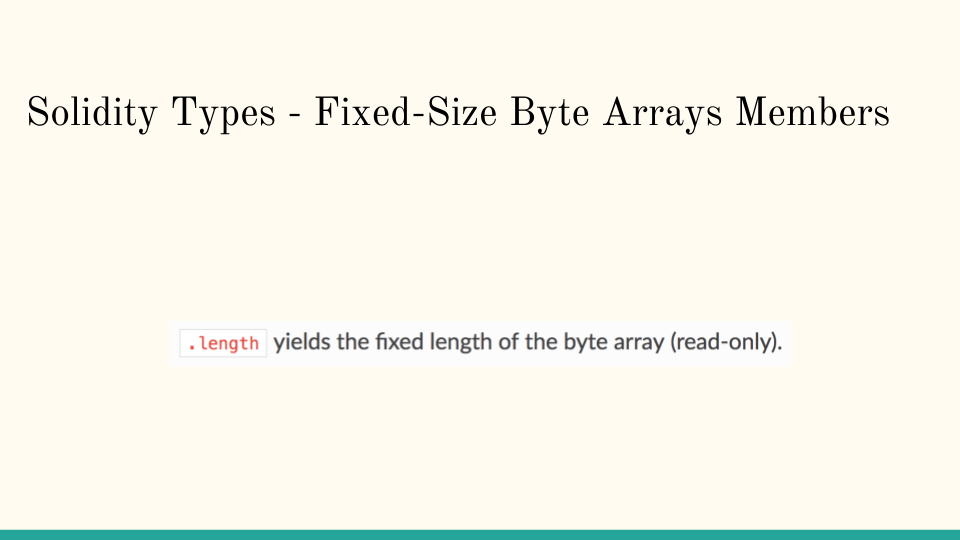 Solidity Types - Fixed-Size Byte Arrays Members
.length yields the fixed length of the byte array (read-only).